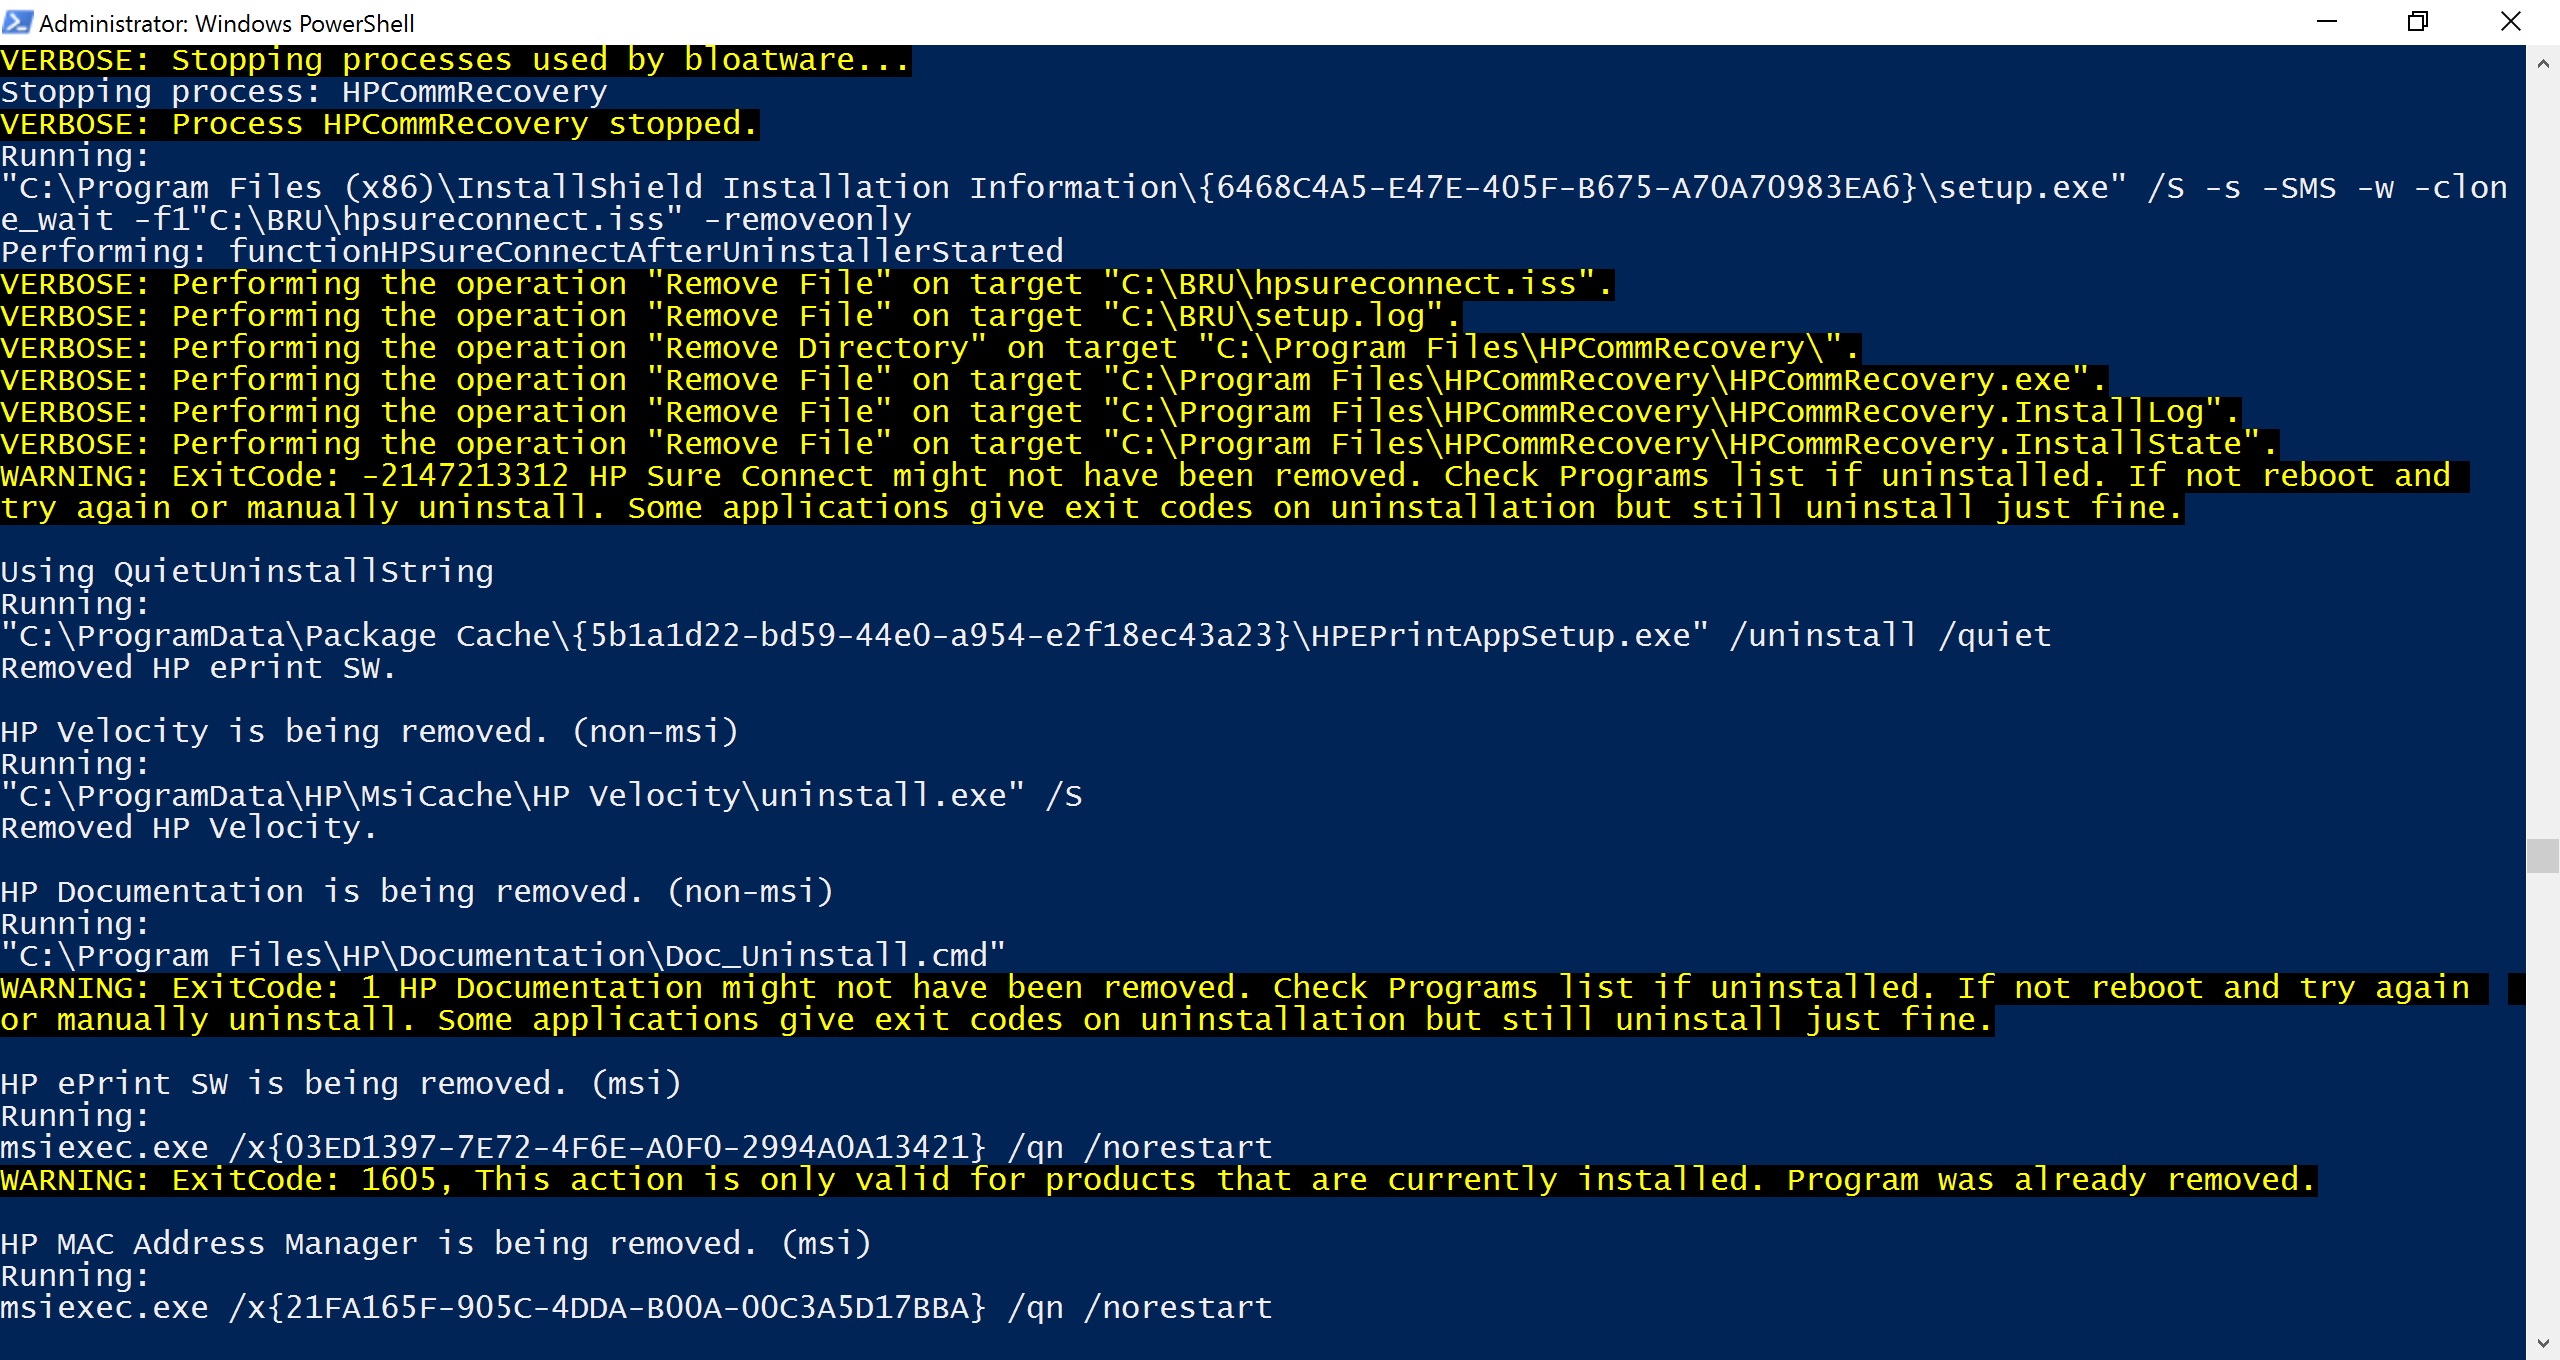 Administrator: Windows PowerShell
VERBOSE: Stopping processes used by bloatware...
Stopping process: HPCommRecovery
VERBOSE: Process HPCommRecovery stopped.
Running:
"C:\Program Files (x86)\InstallShield Installation Information\{6468C4A5-E47E-405F-B675-A70A70983EA6}\setup.exe" /S -s -SMS -w -clon
e_wait -f1"C:\BRU\hpsureconnect.iss" -removeonly
Performing: functionHPSureConnectAfterUninstallerStarted
VERBOSE: Performing the operation "Remove File" on target "C:\BRU\hpsureconnect.iss".
VERBOSE: Performing the operation "Remove File" on target "C:\BRU\setup.log".
VERBOSE: Performing the operation "Remove Directory" on target "C:\Program Files\HPCommRecovery\".
VERBOSE: Performing the operation "Remove File" on target "C:\Program Files\HPCommRecovery\HPCommRecovery.exe".
VERBOSE: Performing the operation "Remove File" on target "C:\Program Files\HPCommRecovery\HPCommRecovery.InstallLog".
VERBOSE: Performing the operation "Remove File" on target "C:\Program Files\HPCommRecovery\HPCommRecovery.InstallState".
WARNING: ExitCode: -2147213312 HP Sure Connect might not have been removed. Check Programs list if uninstalled. If not reboot and
try again or manually uninstall. Some applications give exit codes on uninstallation but still uninstall just fine.
Using QuietUninstallString
Running:
"C:\ProgramData\Package Cache\{5b1a1d22-bd59-44e0-a954-e2f18ec43a23}\HPEPrintAppSetup.exe" /uninstall /quiet
Removed HP ePrint SW.
HP Velocity is being removed. (non-msi)
Running:
"C:\ProgramData\HP\MsiCache\HP Velocity\uninstall.exe" /S
Removed HP Velocity.
HP Documentation is being removed. (non-msi)
Running:
"C:\Program Files\HP\Documentation\Doc_Uninstall.cmd"
WARNING: ExitCode: 1 HP Documentation might not have been removed. Check Programs list if uninstalled. If not reboot and try again
or manually uninstall. Some applications give exit codes on uninstallation but still uninstall just fine.
HP ePrint SW is being removed. (msi)
Running:
msiexec.exe /x{03ED1397-7E72-4F6E-A0F0-2994A0A13421} /qn /norestart
WARNING: ExitCode: 1605, This action is only valid for products that are currently installed. Program was already removed.
HP MAC Address Manager is being removed. (msi)
Running:
msiexec.exe /x{21FA165F-905C-4DDA-B00A-00C3A5D17BBA} /qn /norestart